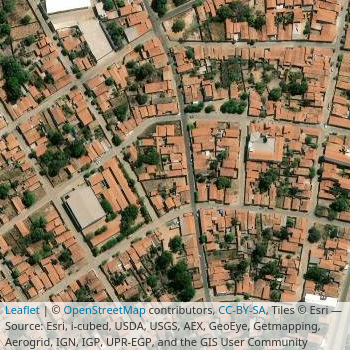 Leaflet | © OpenStreetMap contributors, CC-BY-SA, Tiles © Esri —
Source: Esri, i-cubed, USDA, USGS, AEX, GeoEye, Getmapping,
Aerogrid, IGN, IGP, UPR-EGP, and the GIS User Community